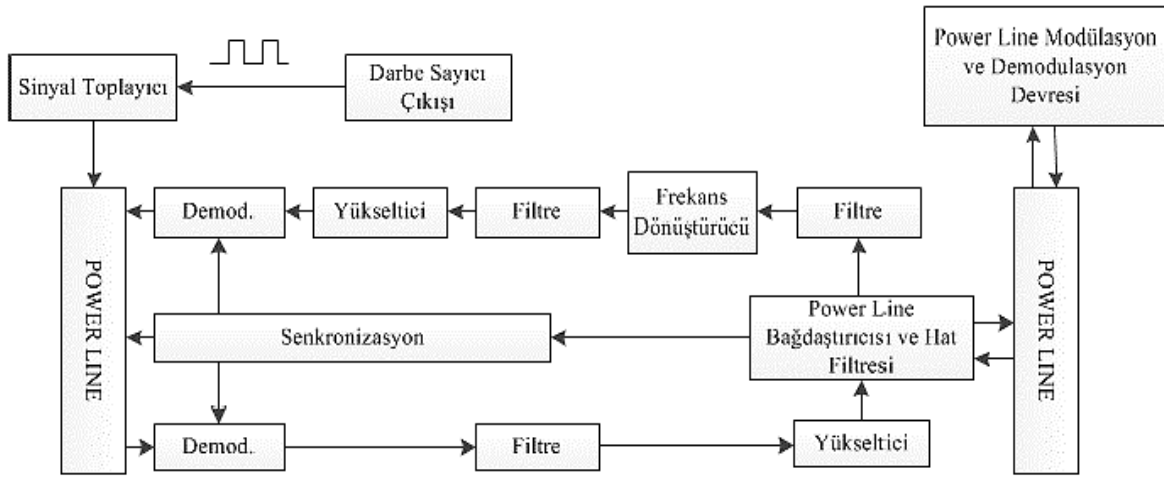 Sinyal Toplayıcı
Darbe Sayıcı
Çıkışı
Power Line Modülasyon
ve Demodulasyon
Devresi
POWER LINE
Demod.
Yükseltici
Filtre
Frekans
Dönüştürücü
Filtre
Senkronizasyon
Power Line
Bağdaştırıcısı ve Hat
Filtresi
POWER LINE
Demod.
Filtre
Yükseltici